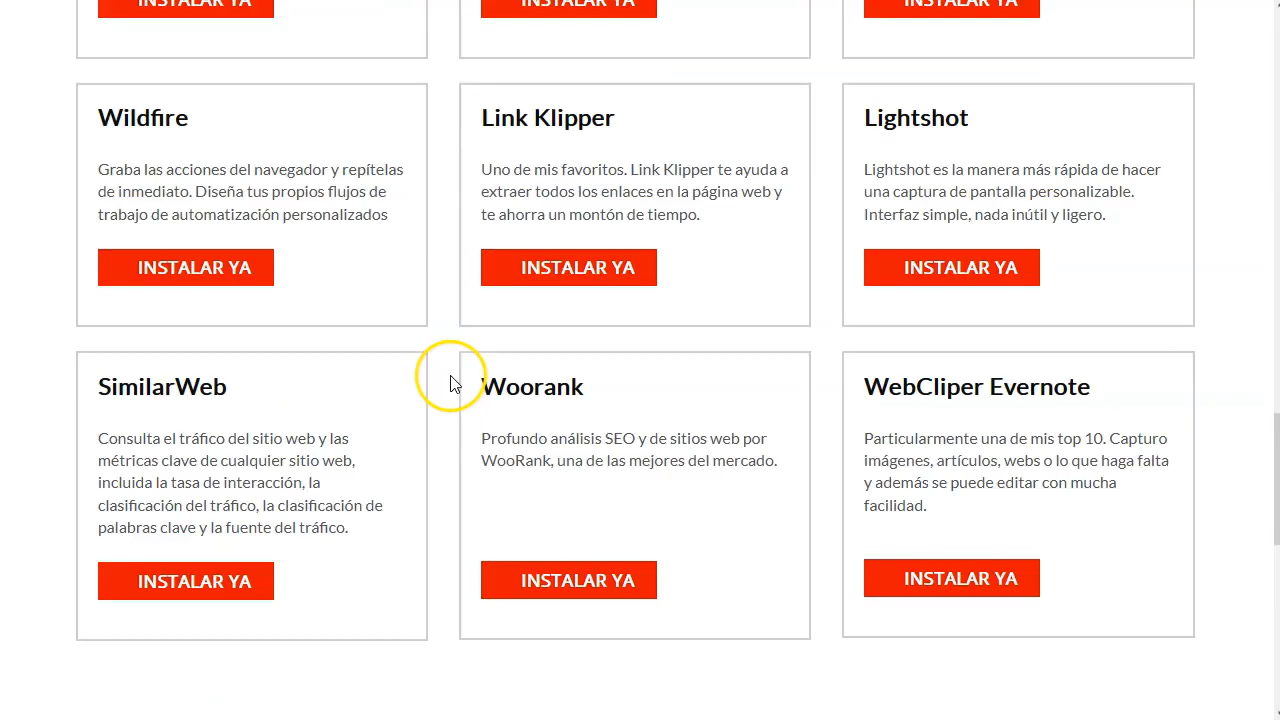 INSTALAR YA
INSTALAR YA
INSTALAR YA
Wildfire
Graba las acciones del navegador y repítelas
de inmediato. Diseña tus propios flujos de
trabajo de automatización personalizados
INSTALAR YA
Link Klipper
Uno de mis favoritos. Link Klipper te ayuda a
extraer todos los enlaces en la página web y
te ahorra un montón de tiempo.
INSTALAR YA
Lightshot
Lightshot es la manera más rápida de hacer
una captura de pantalla personalizable.
Interfaz simple, nada inútil y ligero.
INSTALAR YA
SimilarWeb
Consulta el tráfico del sitio web y las
métricas clave de cualquier sitio web,
incluida la tasa de interacción, la
clasificación del tráfico, la clasificación de
palabras clave y la fuente del tráfico.
INSTALAR YA
Woorank
Profundo análisis SEO y de sitios web por
WooRank, una de las mejores del mercado.
INSTALAR YA
WebCliper Evernote
Particularmente una de mis top 10. Capturo
imágenes, artículos, webs o lo que haga falta
y además se puede editar con mucha
facilidad.
INSTALAR YA